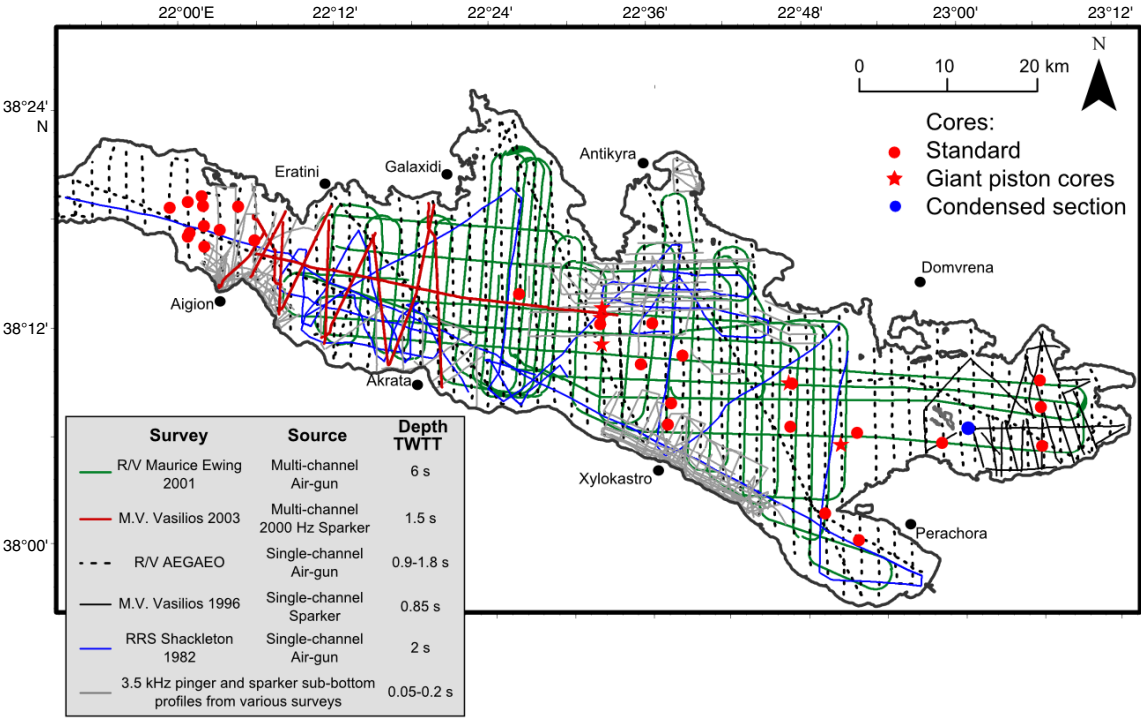 22°00'E 22°12' 22°24' 22°36' 22°48' 23°00' 23°12'
N
0 10 20 km
38°24'
N
Cores:
Standard
Giant piston cores
Condensed section
Antikyra
Galaxidi
Eratini
Domvrena
Aigion
38°12'
Akrata
Xylokastro
Perachora
38°00'
Survey Source Depth
TWTT
R/V Maurice Ewing
2001
Multi-channel
Air-gun
6 s
M.V. Vasilios 2003
Multi-channel
2000 Hz Sparker
1.5 s
R/V AEGAEO
Single-channel
Air-gun
0.9-1.8 s
M.V. Vasilios 1996
Single-channel
Sparker
0.85 s
RRS Shackleton
1982
Single-channel
Air-gun
2 s
3.5 kHz pinger and sparker sub-bottom
profiles from various surveys
0.05-0.2 s